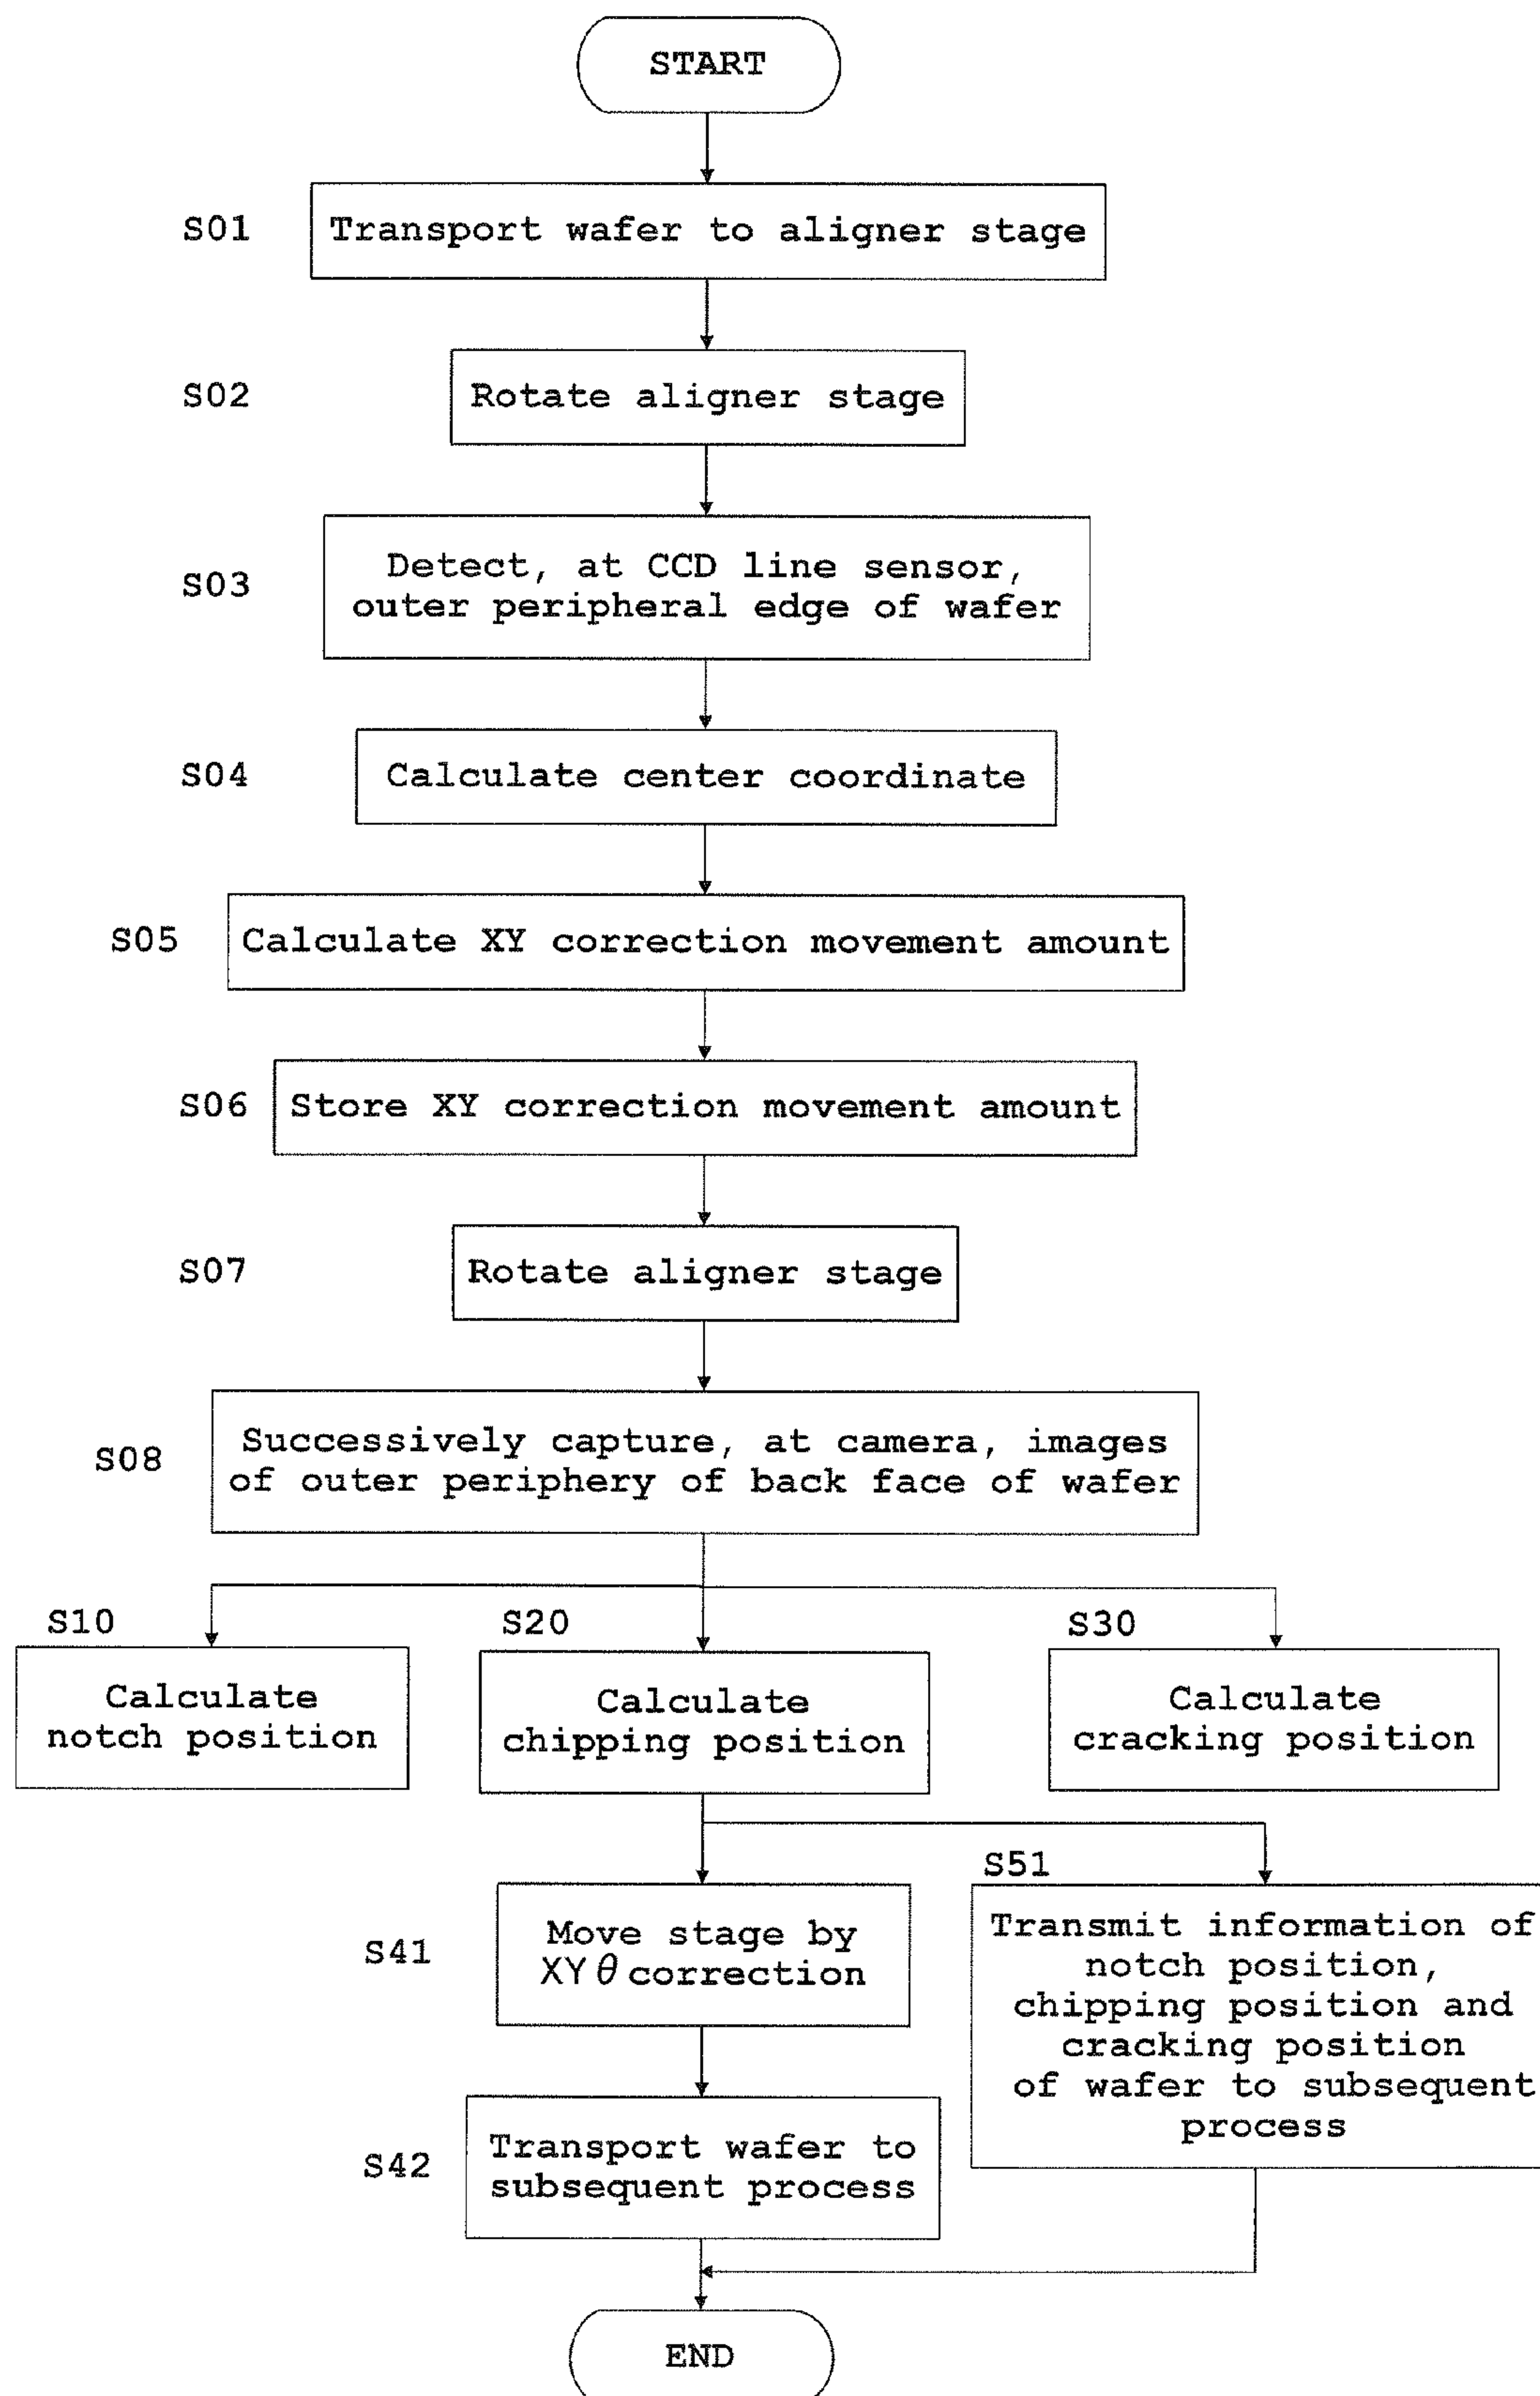 START
S01
Transport wafer to aligner stage
S02
Rotate aligner stage
S03
Detect, at CCD line sensor,
outer peripheral edge of wafer
S04
Calculate center coordinate
S05
Calculate XY correction movement amount
S06
Store XY correction movement amount
S07
Rotate aligner stage
S08
Successively capture, at camera, images
of outer periphery of back face of wafer
S10
Calculate
notch position
S20
Calculate
chipping position
S30
Calculate
cracking position
S41
Move stage by
XYθcorrection
S51
Transmit information of
notch position,
chipping position and
cracking position
of wafer to subsequent
process
S42
Transport wafer to
subsequent process
END